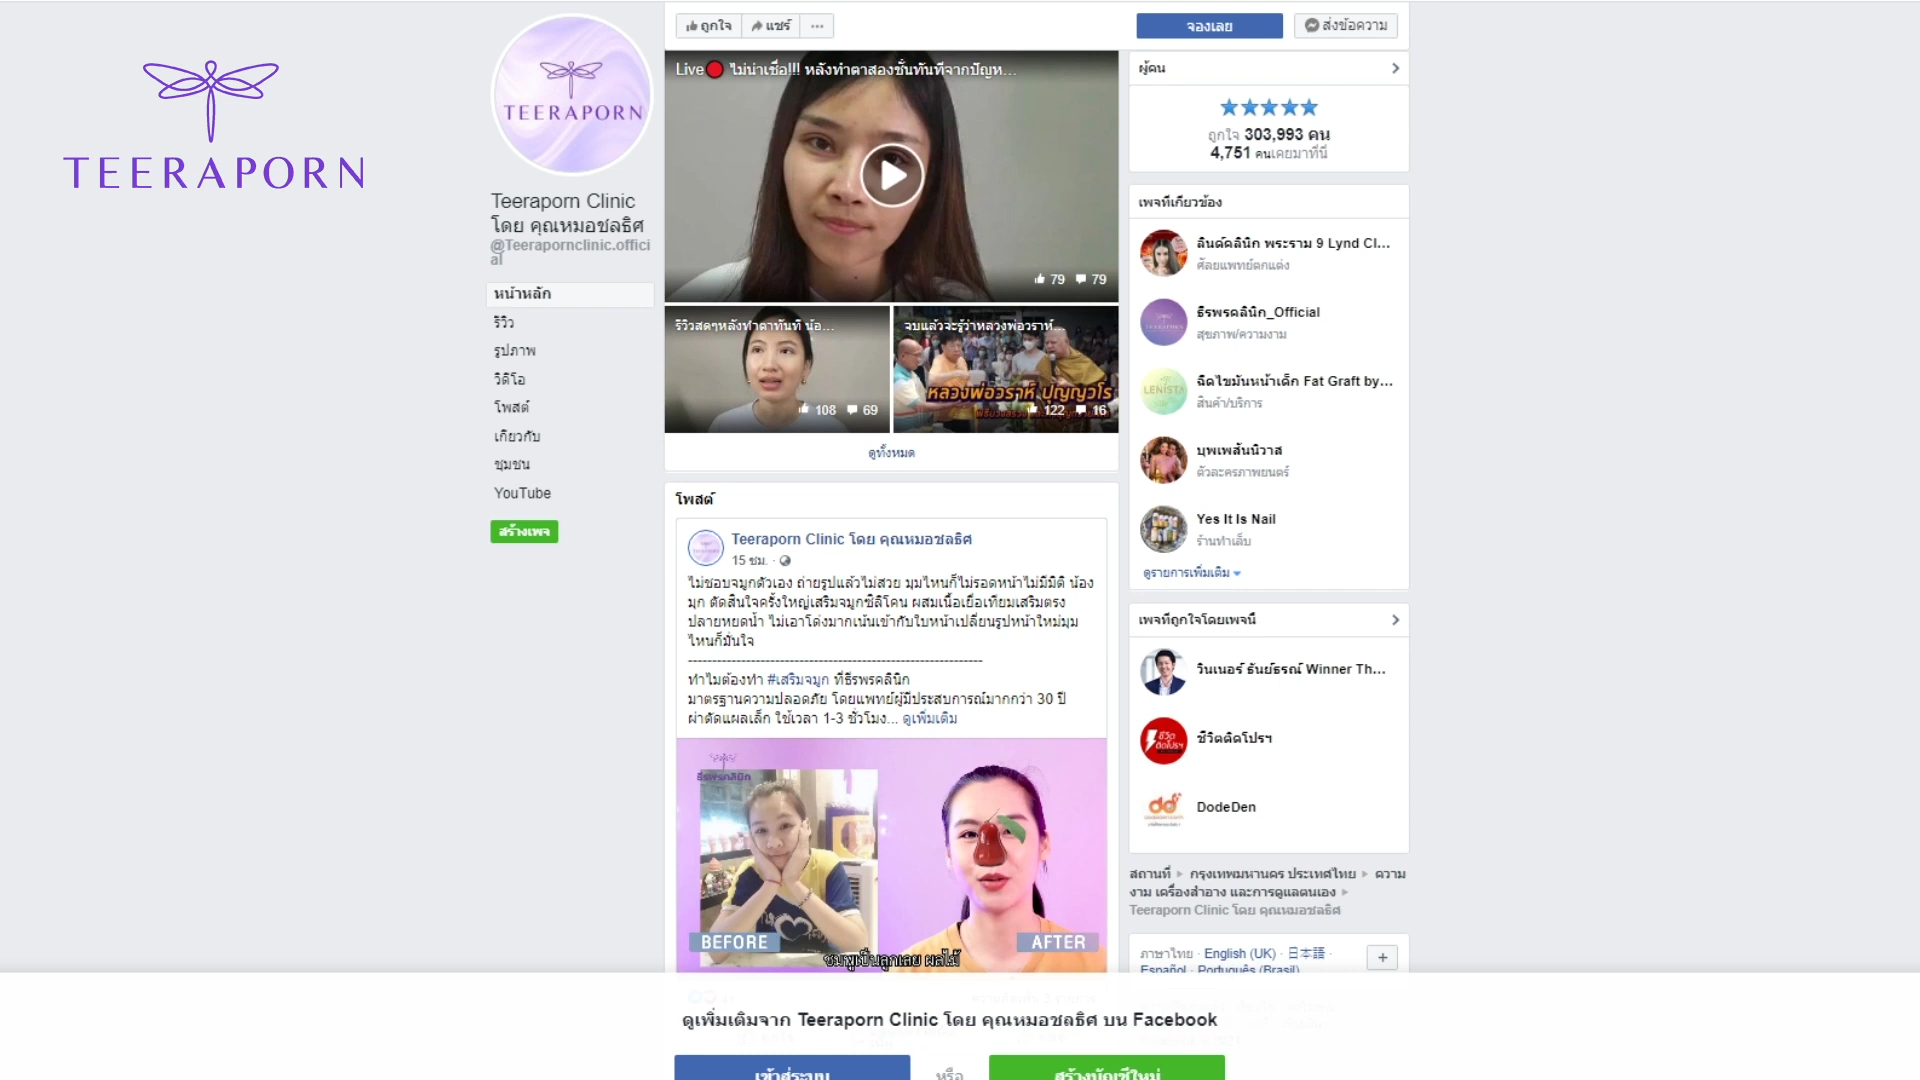 TEERAPORN
TEERAPORN
Teeraporn Clinic
โดย คุณหมอชลธิศ
@Teerapornclinic.offici
al
หน้าหลัก
รีวิว
รูปภาพ
วิดีโอ
โพสต์
เกี่ยวกับ
ชุมชน
YouTube
สร้างเพจ
ถูกใจ แชร์ ...
จองเลย ส่งข้อความ
Live🔴 ไม่น่าเชื่อ!!! หลังทำตาสองชั้นทันทีจากปัญห...
79 79
รีวิวสดๆหลังทำตาทันที น้อ...
108 69
จบแล้วจะรู้ว่าหลวงพ่อวราห์...
หลวงพ่อวราห์ ปุญญวโร
122 16
ดูทั้งหมด
โพสต์
Teeraporn Clinic โดย คุณหมอชลธิศ
15 ชม. ·
ไม่ชอบจมูกตัวเอง ถ่ายรูปแล้วไม่สวย มุมไหนก็ไม่รอดหน้าไม่มีมิติ น้อง
มุก ตัดสินใจครั้งใหญ่เสริมจมูกซิลิโคน ผสมเนื้อเยื่อเทียมเสริมตรง
ปลายหยดน้ำ ไม่เอาโด่งมากเน้นเข้ากับใบหน้าเปลี่ยนรูปหน้าใหม่มุม
ไหนก็มั่นใจ
-------------------------------------------------------------
ทำไมต้องทำ #เสริมจมูก ที่ธีรพรคลินิก
มาตรฐานความปลอดภัย โดยแพทย์ผู้มีประสบการณ์มากกว่า 30 ปี
ผ่าตัดแผลเล็ก ใช้เวลา 1-3 ชั่วโมง... ดูเพิ่มเติม
ธีรพรคลินิก
BEFORE AFTER
ชมพู่เป็นลูกเลย ผลไม้
ผู้คน
ถูกใจ 303,993 คน
4,751 คนเคยมาที่นี่
เพจที่เกี่ยวข้อง
ลินด์คลินิก พระราม 9 Lynd Cl...
ศัลยแพทย์ตกแต่ง
ธีรพรคลินิก_Official
สุขภาพ/ความงาม
LENISTA
ฉีดไขมันหน้าเด็ก Fat Graft by...
สินค้า/บริการ
บุพเพสันนิวาส
ตัวละครภาพยนตร์
Yes It Is Nail
ร้านทำเล็บ
ดูรายการเพิ่มเติม
เพจที่ถูกใจโดยเพจนี้
วินเนอร์ ธันย์ธรณ์ Winner Th...
ชีวิตติดโปรฯ
DodeDen
สถานที่ กรุงเทพมหานคร ประเทศไทย ความ
งาม เครื่องสำอาง และการดูแลตนเอง
Teeraporn Clinic โดย คุณหมอชลธิศ
ภาษาไทย · English (UK) · 日本語 ·
Español · Português (Brasil)
ดูเพิ่มเติมจาก Teeraporn Clinic โดย คุณหมอชลธิศ บน Facebook
เข้าสู่ระบบ หรือ สร้างบัญชีใหม่